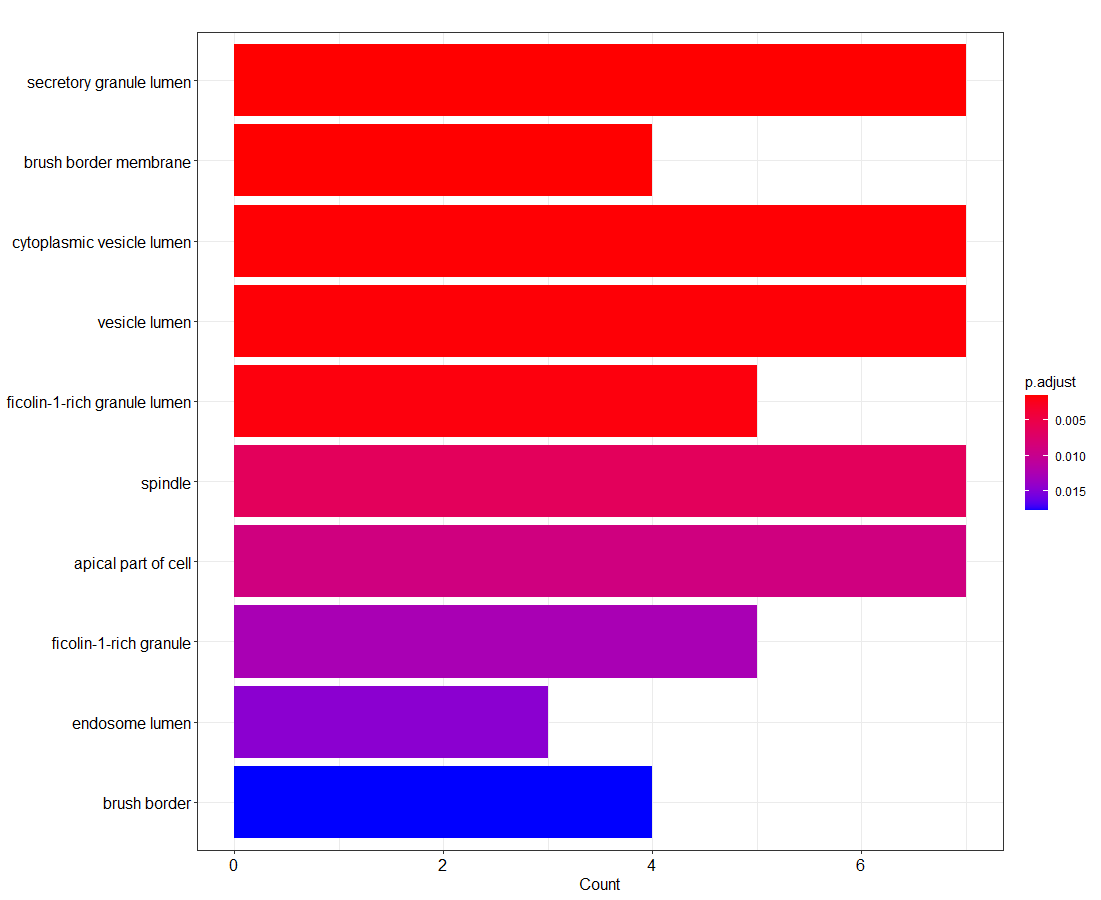 secretory granule lumen
brush border membrane
cytoplasmic vesicle lumen
vesicle lumen
ficolin-1-rich granule lumen
spindle
apical part of cell
ficolin-1-rich granule
endosome lumen
brush border
0 2 4 6
Count
p.adjust
0.005
0.010
0.015